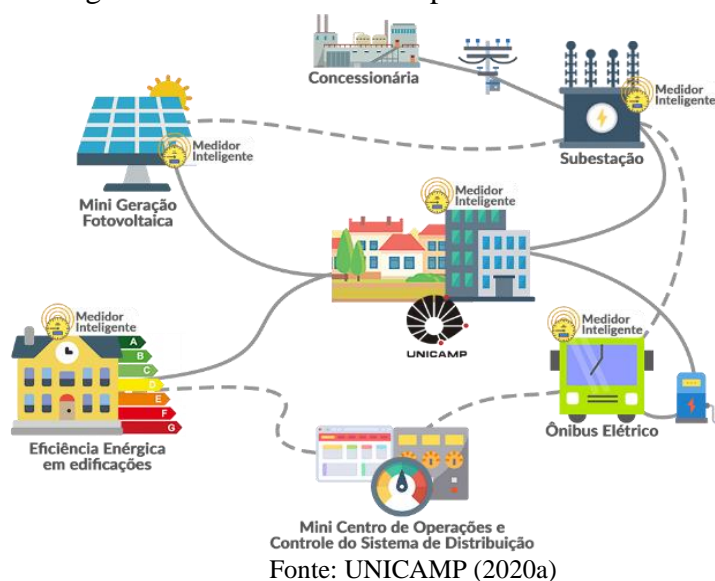 Concessionária
Medidor
Inteligente
Subestação
Medidor
Inteligente
Mini Geração
Fotovoltaica
Medidor
Inteligente
UNICAMP
Medidor
Inteligente
A
B
C
D
E
F
G
Eficiência Enérgica
em edificações
Medidor
Inteligente
Ônibus Elétrico
Mini Centro de Operações e
Controle do Sistema de Distribuição
Fonte: UNICAMP (2020a)